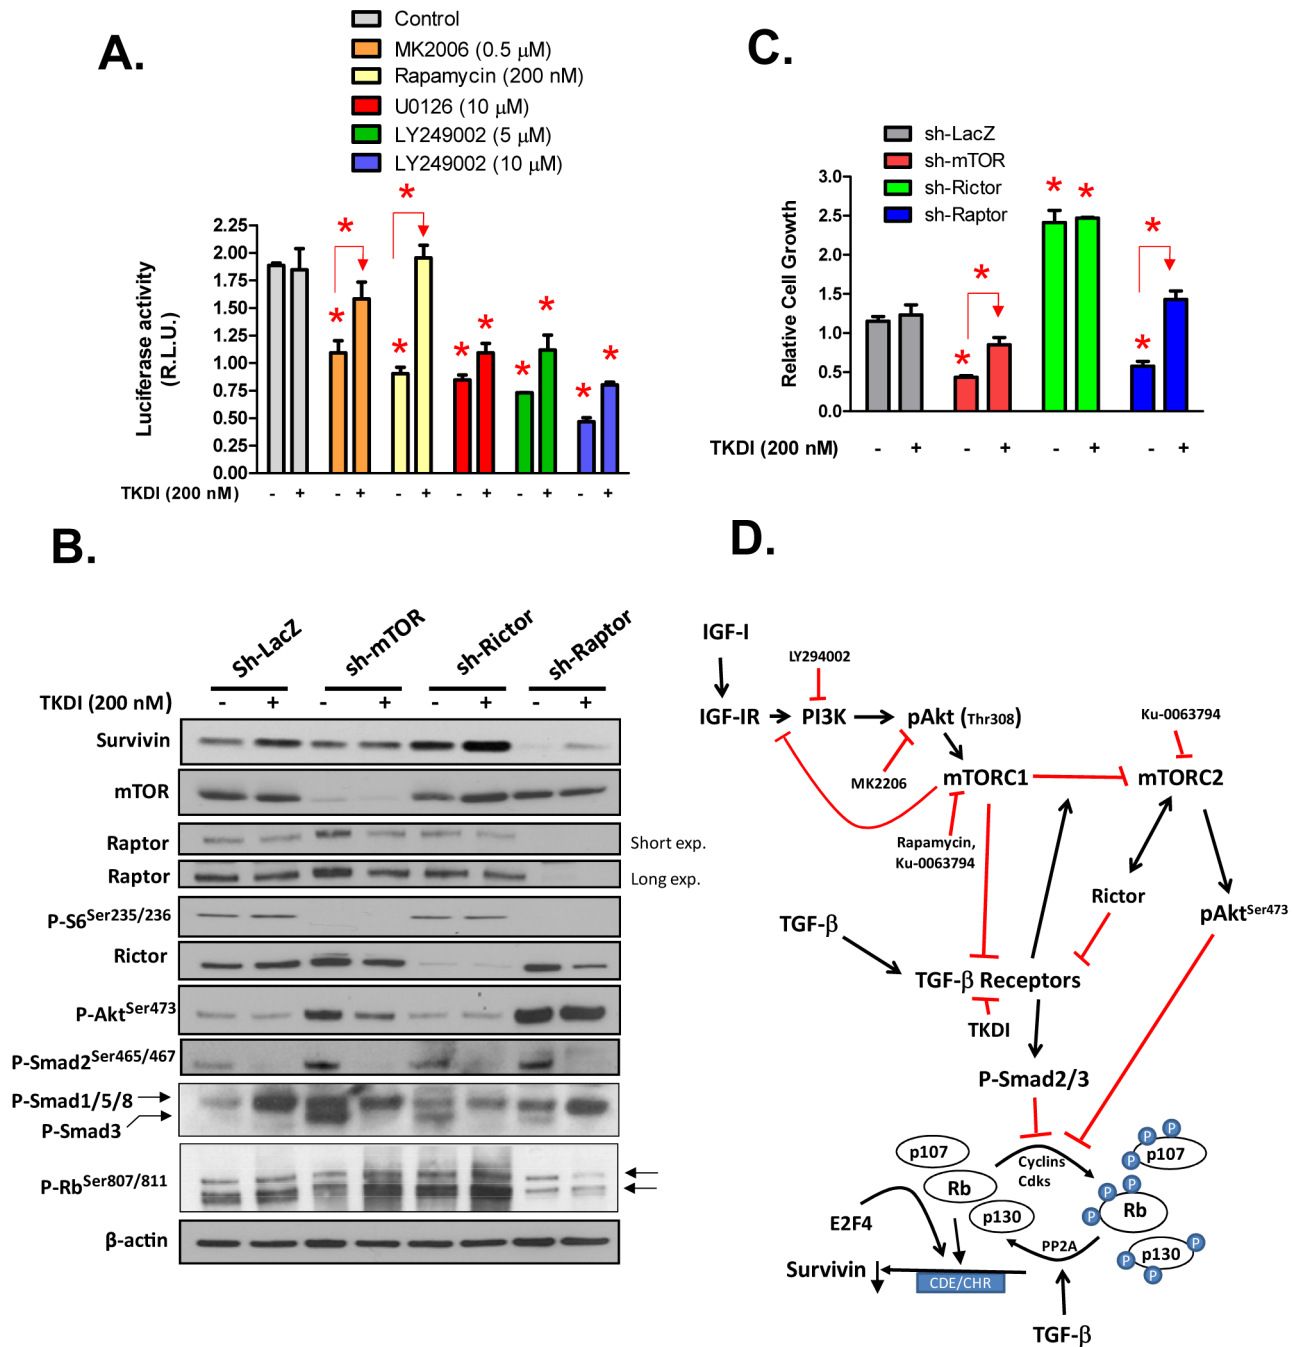 A.
Control
MK2006 (0.5 μM)
Rapamycin (200 nM)
U0126 (10 μM)
LY249002 (5 μM)
LY249002 (10 μM)
Luciferase activity
(R.L.U.)
2.25
2.00
1.75
1.50
1.25
1.00
0.75
0.50
0.25
0.00
* * * * * * * * * *
TKDI (200 nM) - + - + - + - + - + - +
C.
sh-LacZ
sh-mTOR
sh-Rictor
sh-Raptor
Relative Cell Growth
3.0
2.5
2.0
1.5
1.0
0.5
0.0
* * * * * *
TKDI (200 nM) - + - + - + - +
B.
Sh-LacZ sh-mTOR sh-Rictor sh-Raptor
TKDI (200 nM) - + - + - + - +
Survivin
mTOR
Raptor Short exp.
Raptor Long exp.
P-S6Ser235/236
Rictor
P-AktSer473
P-Smad2Ser465/467
P-Smad1/5/8
P-Smad3
P-RbSer807/811
β-actin
D.
IGF-I
LY294002
IGF-IR PI3K pAkt (Thr308)
Ku-0063794
MK2206
mTORC1 mTORC2
Rapamycin,
Ku-0063794
Rictor
pAktSer473
TGF-β
TGF-β Receptors
TKDI
P-Smad2/3
p107
Cyclins
Cdks
P P P p107
Rb
P P P Rb
p130
E2F4
PP2A
P P P p130
Survivin
CDE/CHR
TGF-β